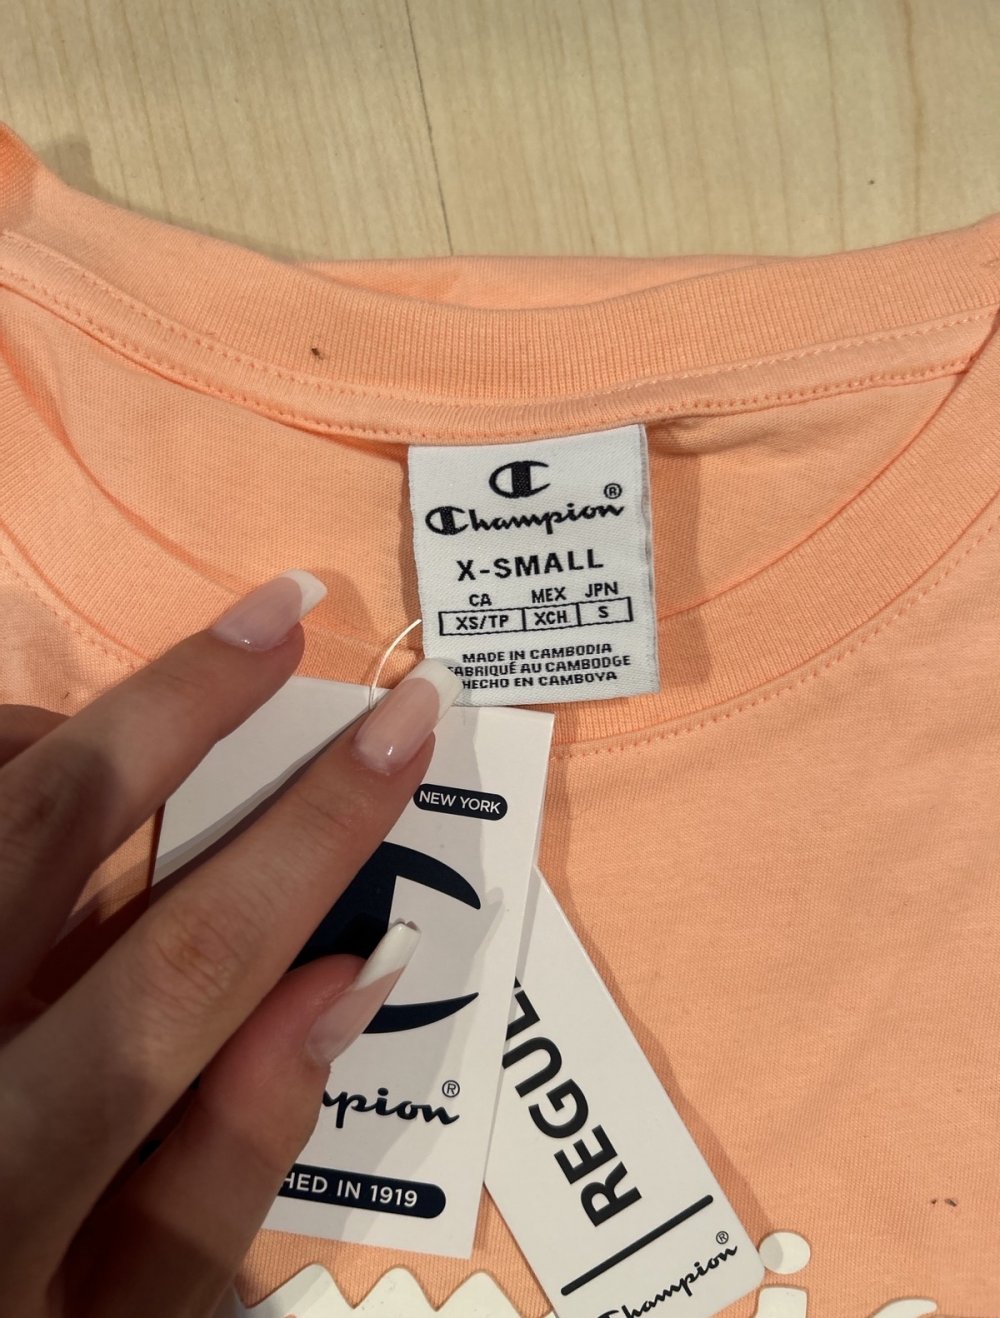 Champion®
X-SMALL
CA MEX JPN
XS/TP XCH S
MADE IN CAMBODIA
FABRIQUÉ AU CAMBODGE
HECHO EN CAMBOYA
NEW YORK
mpion®
HED IN 1919
REGUL
Champion®